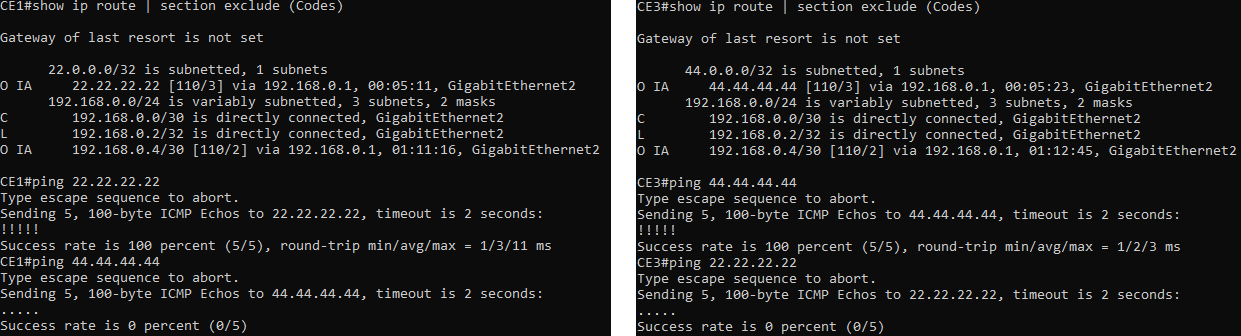 CE1#show ip route | section exclude (Codes)

Gateway of last resort is not set

      22.0.0.0/32 is subnetted, 1 subnets
O IA     22.22.22.22 [110/3] via 192.168.0.1, 00:05:11, GigabitEthernet2
      192.168.0.0/24 is variably subnetted, 3 subnets, 2 masks
C        192.168.0.0/30 is directly connected, GigabitEthernet2
L        192.168.0.2/32 is directly connected, GigabitEthernet2
O IA     192.168.0.4/30 [110/2] via 192.168.0.1, 01:11:16, GigabitEthernet2

CE1#ping 22.22.22.22
Type escape sequence to abort.
Sending 5, 100-byte ICMP Echos to 22.22.22.22, timeout is 2 seconds:
!!!!!
Success rate is 100 percent (5/5), round-trip min/avg/max = 1/3/11 ms
CE1#ping 44.44.44.44
Type escape sequence to abort.
Sending 5, 100-byte ICMP Echos to 44.44.44.44, timeout is 2 seconds:
.....
Success rate is 0 percent (0/5)
CE3#show ip route | section exclude (Codes)

Gateway of last resort is not set

      44.0.0.0/32 is subnetted, 1 subnets
O IA     44.44.44.44 [110/3] via 192.168.0.1, 00:05:23, GigabitEthernet2
      192.168.0.0/24 is variably subnetted, 3 subnets, 2 masks
C        192.168.0.0/30 is directly connected, GigabitEthernet2
L        192.168.0.2/32 is directly connected, GigabitEthernet2
O IA     192.168.0.4/30 [110/2] via 192.168.0.1, 01:12:45, GigabitEthernet2

CE3#ping 44.44.44.44
Type escape sequence to abort.
Sending 5, 100-byte ICMP Echos to 44.44.44.44, timeout is 2 seconds:
!!!!!
Success rate is 100 percent (5/5), round-trip min/avg/max = 1/2/3 ms
CE3#ping 22.22.22.22
Type escape sequence to abort.
Sending 5, 100-byte ICMP Echos to 22.22.22.22, timeout is 2 seconds:
.....
Success rate is 0 percent (0/5)